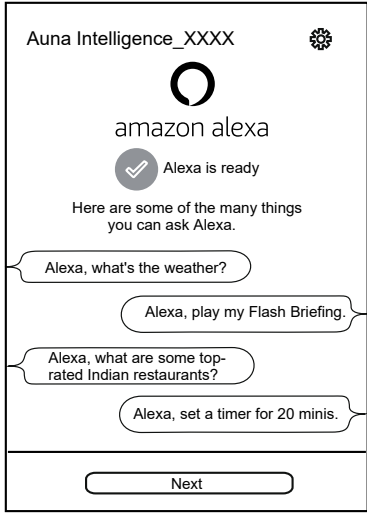 Auna Intelligence_XXXX
amazon alexa
Alexa is ready
Here are some of the many things
you can ask Alexa.
Alexa, what's the weather?
Alexa, play my Flash Briefing.
Alexa, what are some top-
rated Indian restaurants?
Alexa, set a timer for 20 minis.
Next